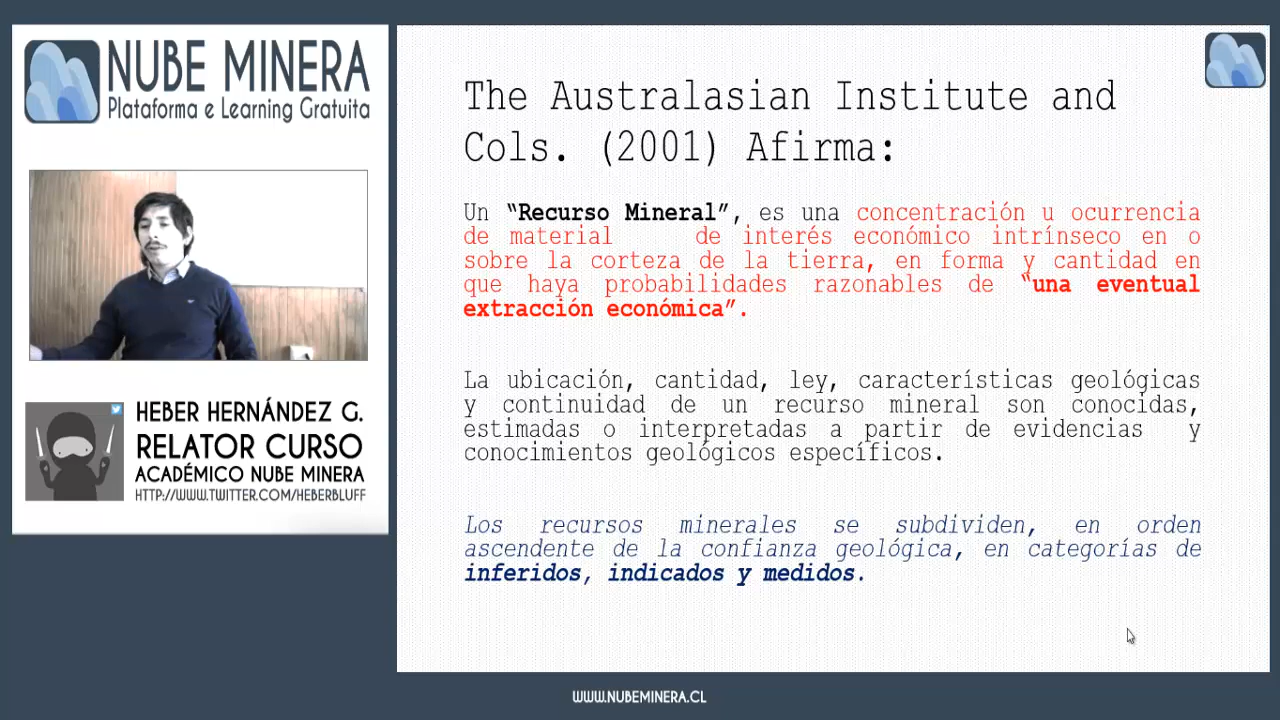 NUBE MINERA
Plataforma e Learning Gratuita
HEBER HERNÁNDEZ G.
RELATOR CURSO
ACADÉMICO NUBE MINERA
HTTP://WWW.TWITTER.COM/HEBERBLUFF
The Australasian Institute and
Cols. (2001) Afirma:
Un “Recurso Mineral”, es una concentración u ocurrencia
de material de interés económico intrínseco en o
sobre la corteza de la tierra, en forma y cantidad en
que haya probabilidades razonables de “una eventual
extracción económica”.
La ubicación, cantidad, ley, características geológicas
y continuidad de un recurso mineral son conocidas,
estimadas o interpretadas a partir de evidencias y
conocimientos geológicos específicos.
Los recursos minerales se subdividen, en orden
ascendente de la confianza geológica, en categorías de
inferidos, indicados y medidos.
WWW.NUBEMINERA.CL